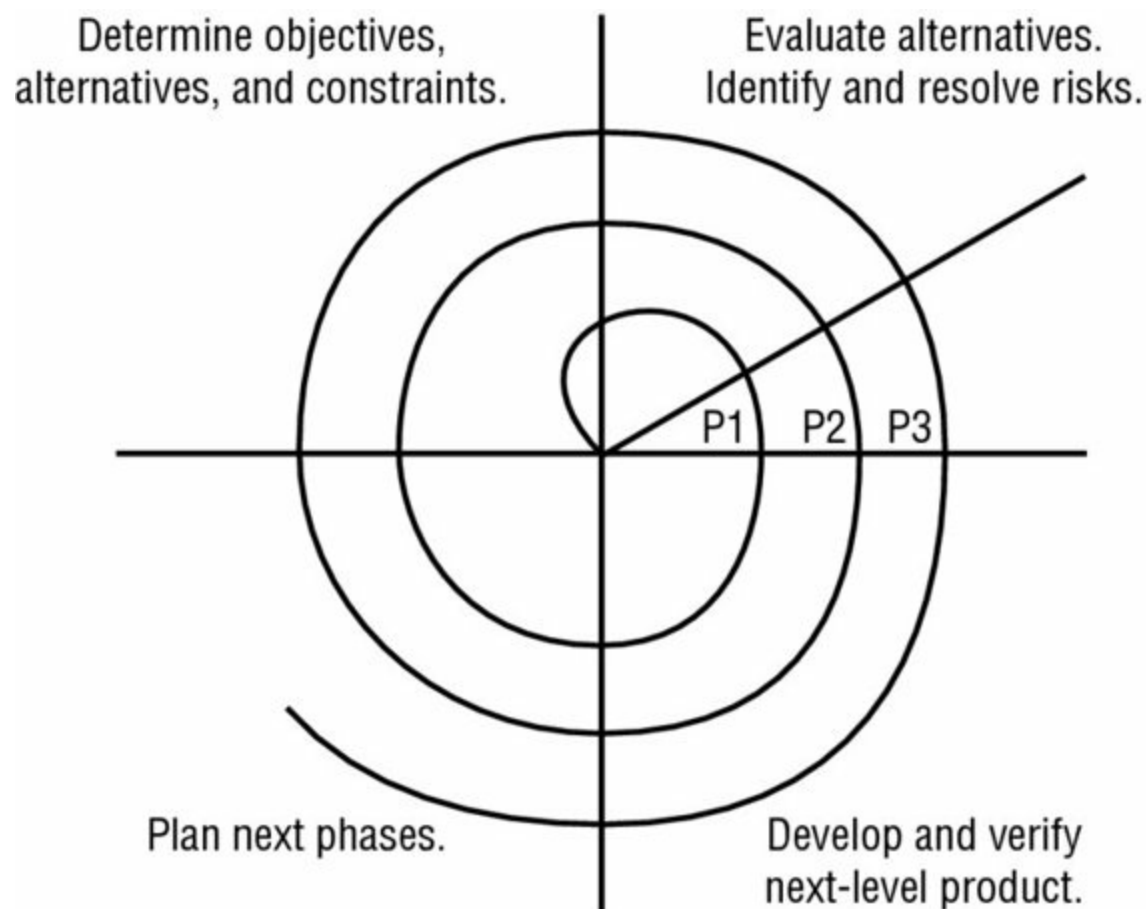 Determine objectives,
alternatives, and constraints.
Evaluate alternatives.
Identify and resolve risks.
P1
P2
P3
Plan next phases.
Develop and verify
next-level product.